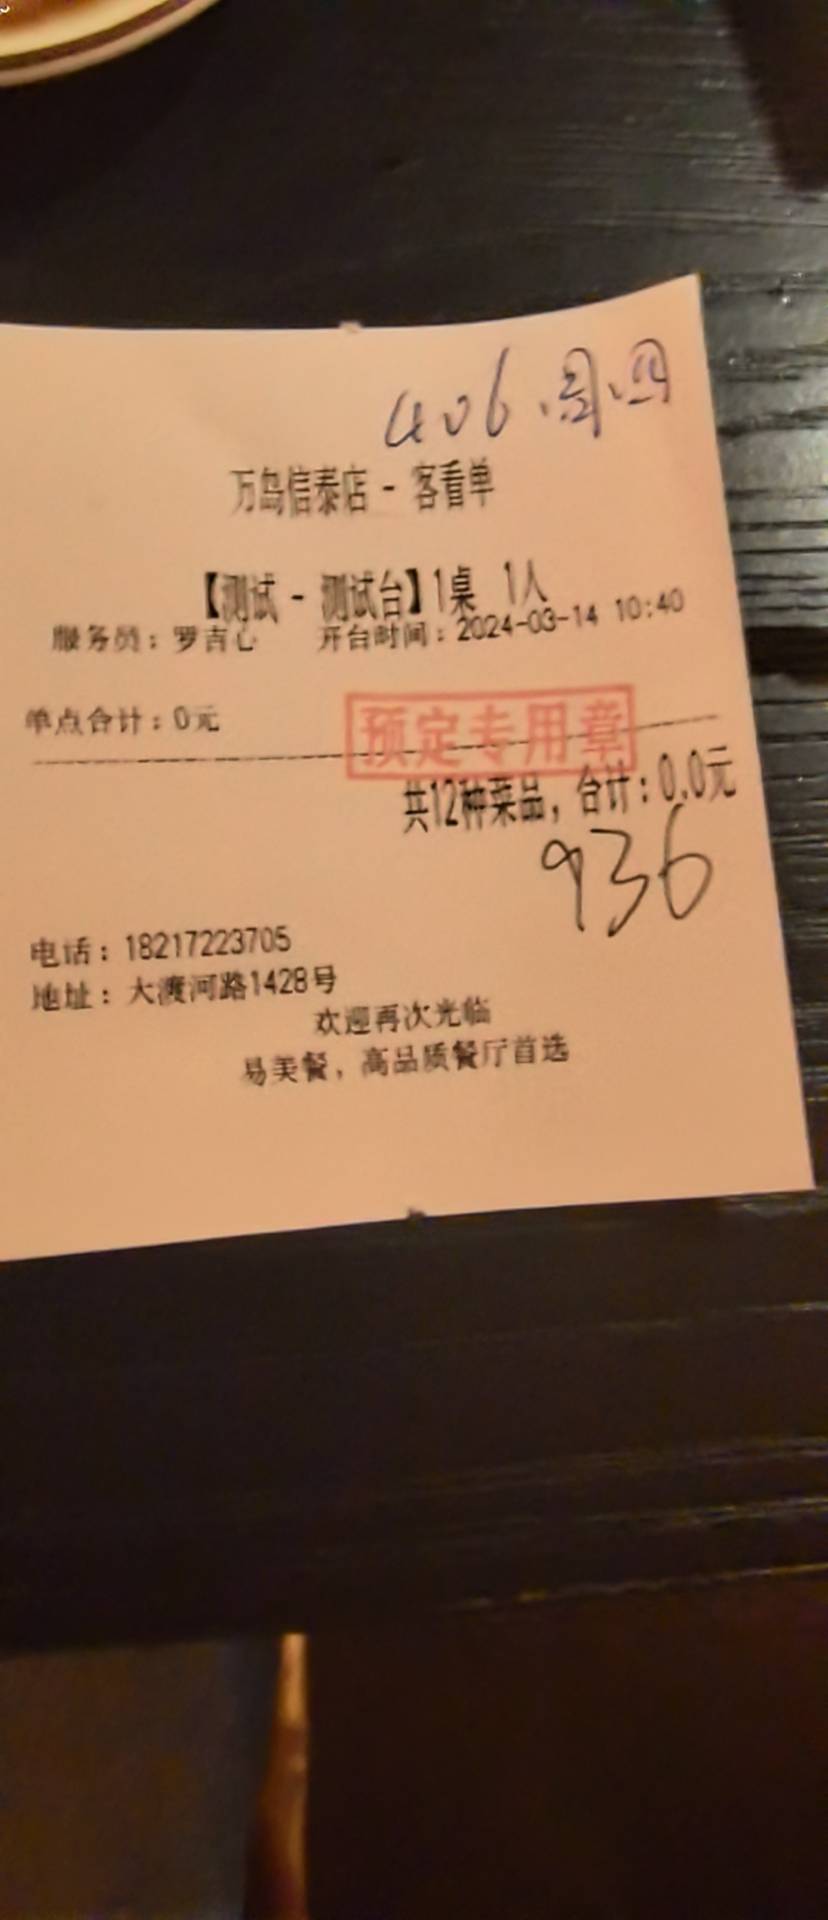 406 周四
万岛信泰店 - 客看单
【测试 - 测试台】1桌 1人
服务员：罗吉心 开台时间：2024-03-14 10:40
单点合计：0元
预定专用章
共12种菜品，合计：0.0元
936
电话：18217223705
地址：大渡河路1428号
欢迎再次光临
易美餐，高品质餐厅首选